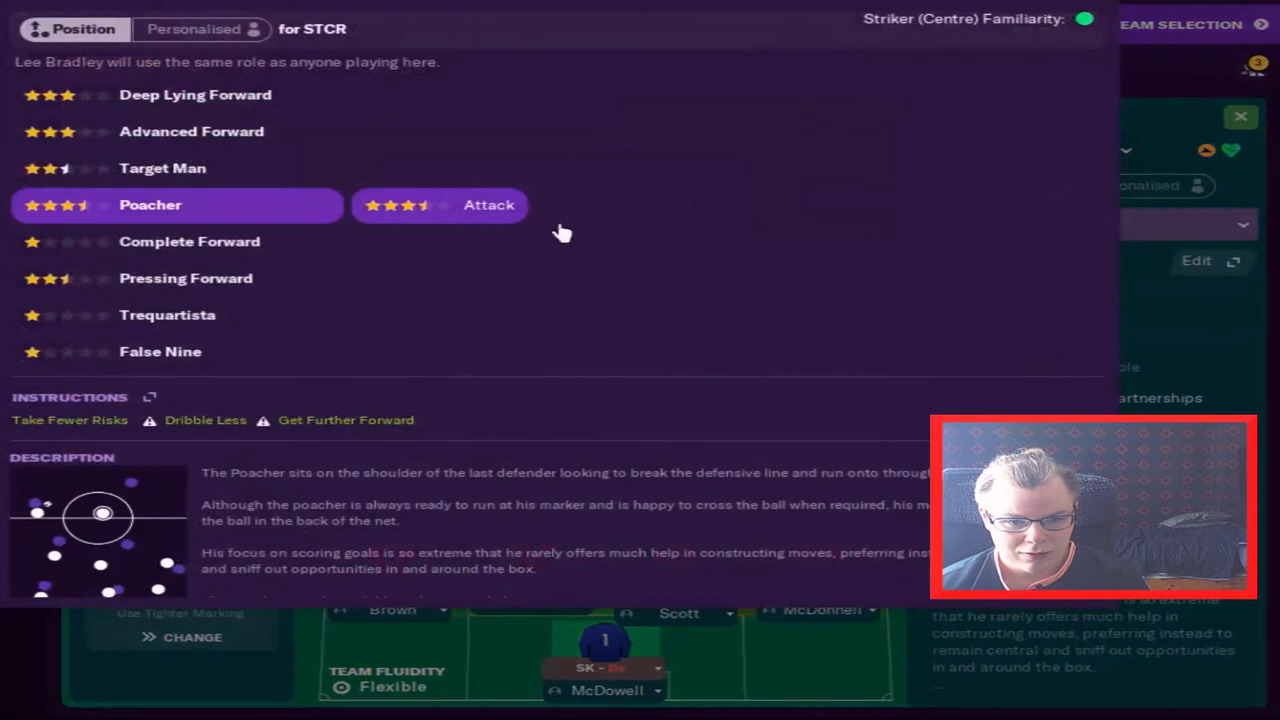 Position Personalised for STCR
Striker (Centre) Familiarity:
EAM SELECTION
3
Lee Bradley will use the same role as anyone playing here.
Deep Lying Forward
Advanced Forward
Target Man
Poacher Attack
Complete Forward
Pressing Forward
Trequartista
False Nine
onalised
Edit
INSTRUCTIONS
Take Fewer Risks Dribble Less Get Further Forward
artnerships
DESCRIPTION
The Poacher sits on the shoulder of the last defender looking to break the defensive line and run onto throug
Although the poacher is always ready to run at his marker and is happy to cross the ball when required, his m
the ball in the back of the net.
His focus on scoring goals is so extreme that he rarely offers much help in constructing moves, preferring inst
and sniff out opportunities in and around the box.
Use Tighter Marking
CHANGE
Brown
Scott
McDonnell
1
SK - De
McDowell
TEAM FLUIDITY
Flexible
is so extreme
that he rarely offers much help in
constructing moves, preferring instead to
remain central and sniff out opportunities
in and around the box.